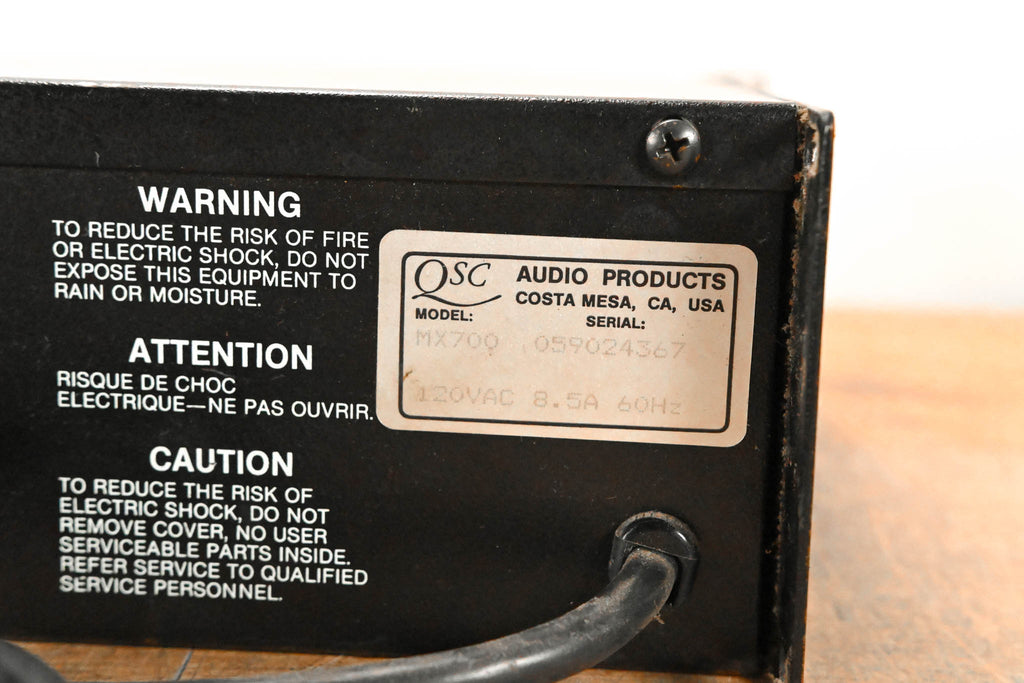 WARNING
TO REDUCE THE RISK OF FIRE
OR ELECTRIC SHOCK, DO NOT
EXPOSE THIS EQUIPMENT TO
RAIN OR MOISTURE.
ATTENTION
RISQUE DE CHOC
ELECTRIQUE—NE PAS OUVRIR.
CAUTION
TO REDUCE THE RISK OF
ELECTRIC SHOCK, DO NOT
REMOVE COVER, NO USER
SERVICEABLE PARTS INSIDE.
REFER SERVICE TO QUALIFIED
SERVICE PERSONNEL.
QSC AUDIO PRODUCTS
COSTA MESA, CA, USA
MODEL: SERIAL:
MX700 059024367
120VAC 8.5A 60Hz